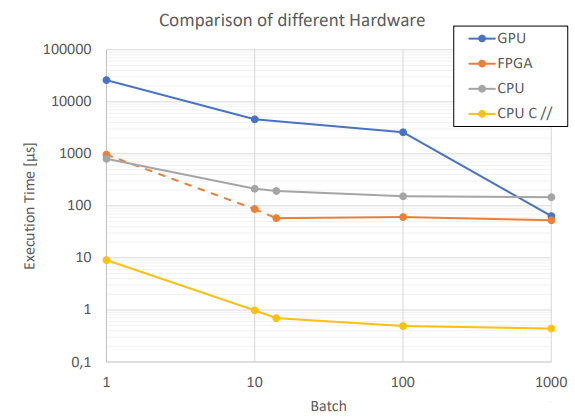 Comparison of different Hardware
GPU
FPGA
CPU
CPU C //
Execution Time [µs]
100000
10000
1000
100
10
1
0,1
1
10
100
1000
Batch